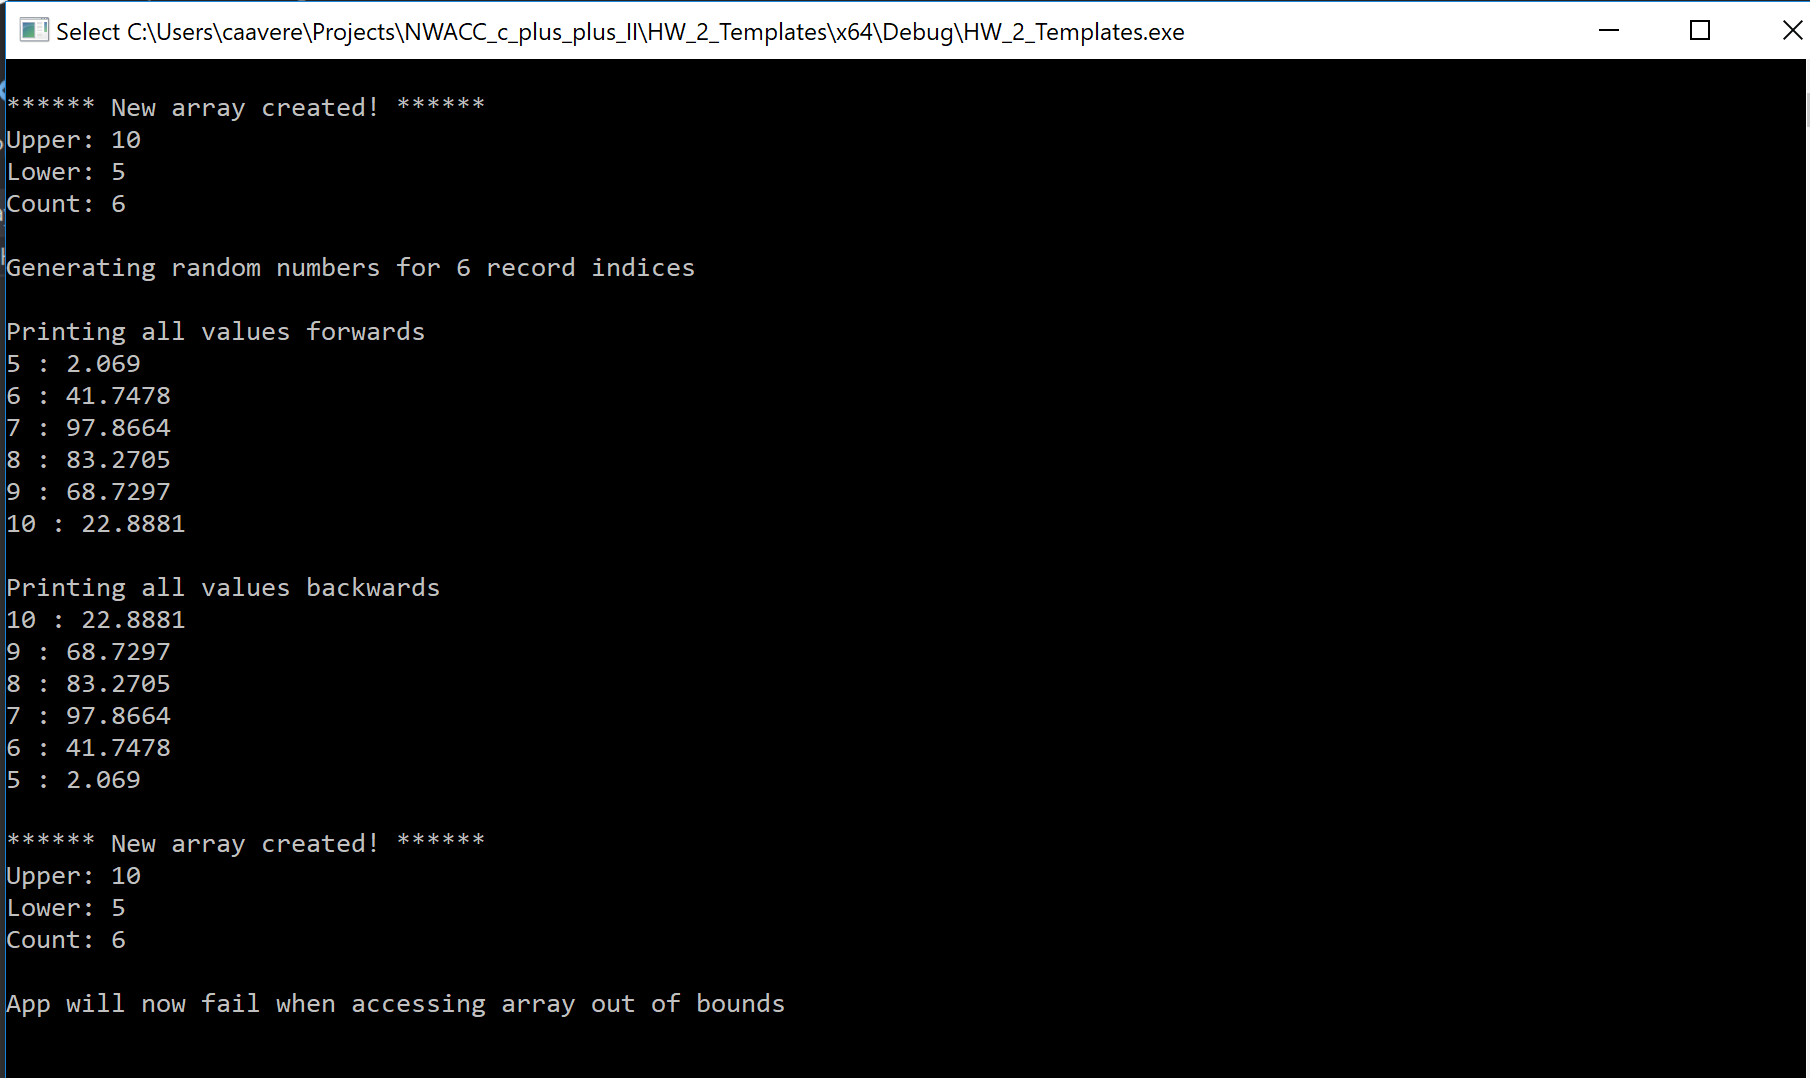 Select C:\Users\caavere\Projects\NWACC_c_plus_plus_II\HW_2_Templates\x64\Debug\HW_2_Templates.exe
****** New array created! ******
Upper: 10
Lower: 5
Count: 6
Generating random numbers for 6 record indices
Printing all values forwards
5 : 2.069
6 : 41.7478
7 : 97.8664
8 : 83.2705
9 : 68.7297
10 : 22.8881
Printing all values backwards
10 : 22.8881
9 : 68.7297
8 : 83.2705
7 : 97.8664
6 : 41.7478
5 : 2.069
****** New array created! ******
Upper: 10
Lower: 5
Count: 6
App will now fail when accessing array out of bounds